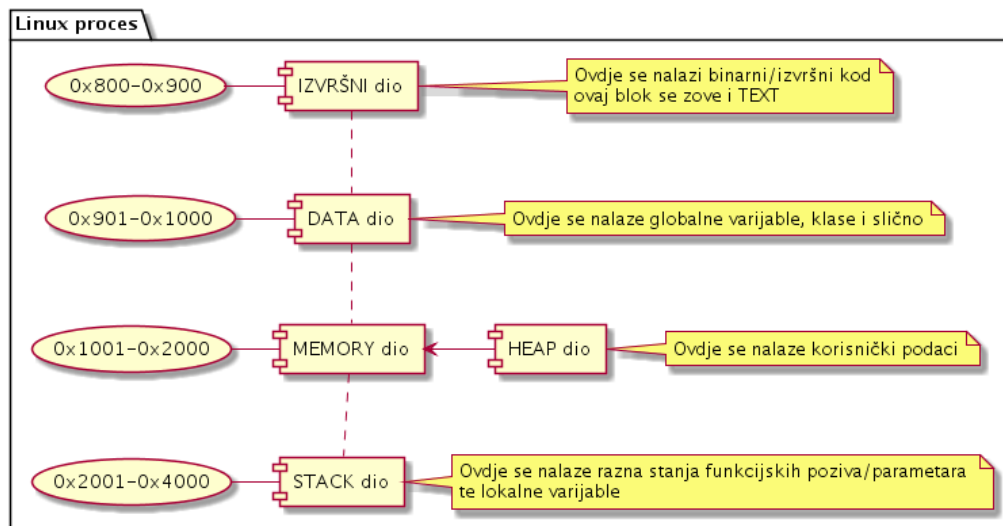 Linux proces
0x800-0x900
IZVRŠNI dio
Ovdje se nalazi binarni/izvršni kod
ovaj blok se zove i TEXT
0x901-0x1000
DATA dio
Ovdje se nalaze globalne varijable, klase i slično
0x1001-0x2000
MEMORY dio
HEAP dio
Ovdje se nalaze korisnički podaci
0x2001-0x4000
STACK dio
Ovdje se nalaze razna stanja funkcijskih poziva/parametara
te lokalne varijable